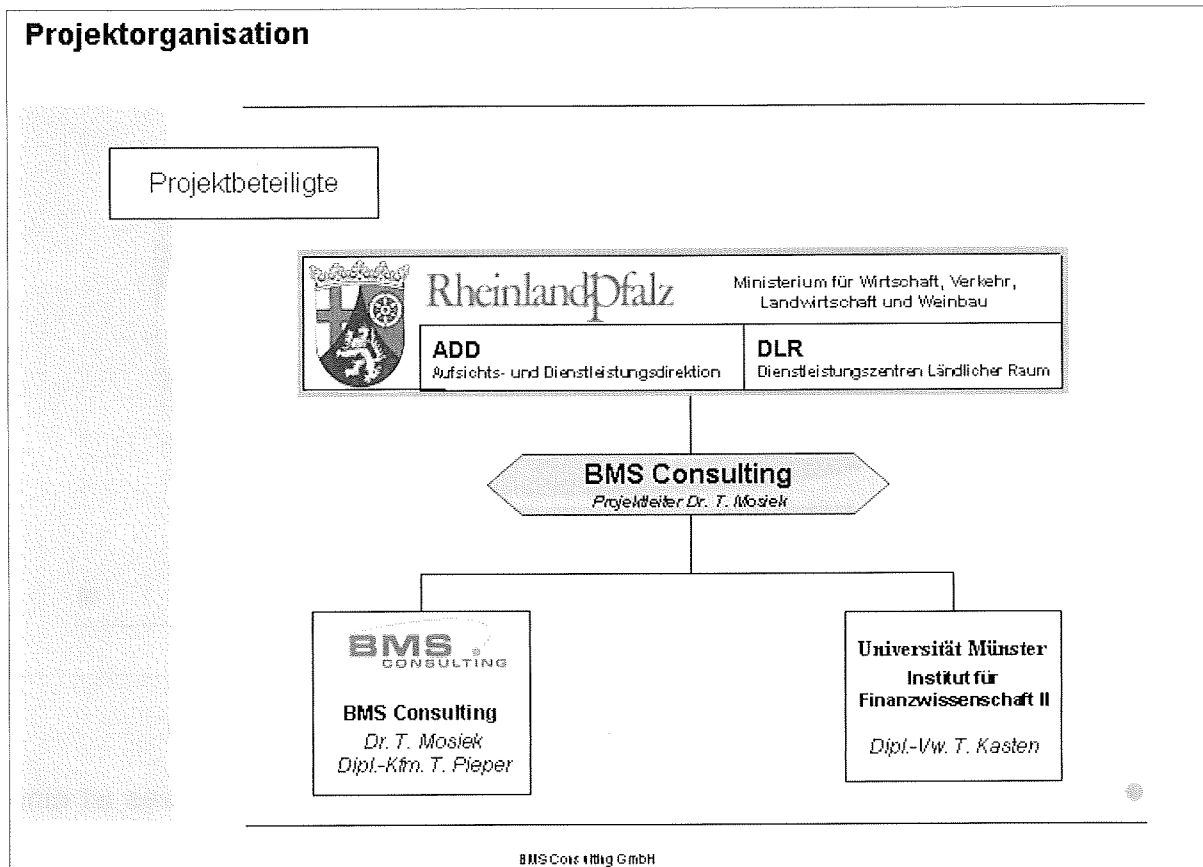 Projektorganisation
Projektbeteiligte
RheinlandPfalz
Ministerium für Wirtschaft, Verkehr,
Landwirtschaft und Weinbau
ADD
Aufsichts- und Dienstleistungsdirektion
DLR
Dienstleistungszentren Ländlicher Raum
BMS Consulting
Projektleiter Dr. T. Mosiek
BMS
CONSULTING
BMS Consulting
Dr. T. Mosiek
Dipl.-Kfm. T. Pieper
Universität Münster
Institut für
Finanzwissenschaft II
Dipl.-Vw. T. Kasten
BMS Consulting GmbH